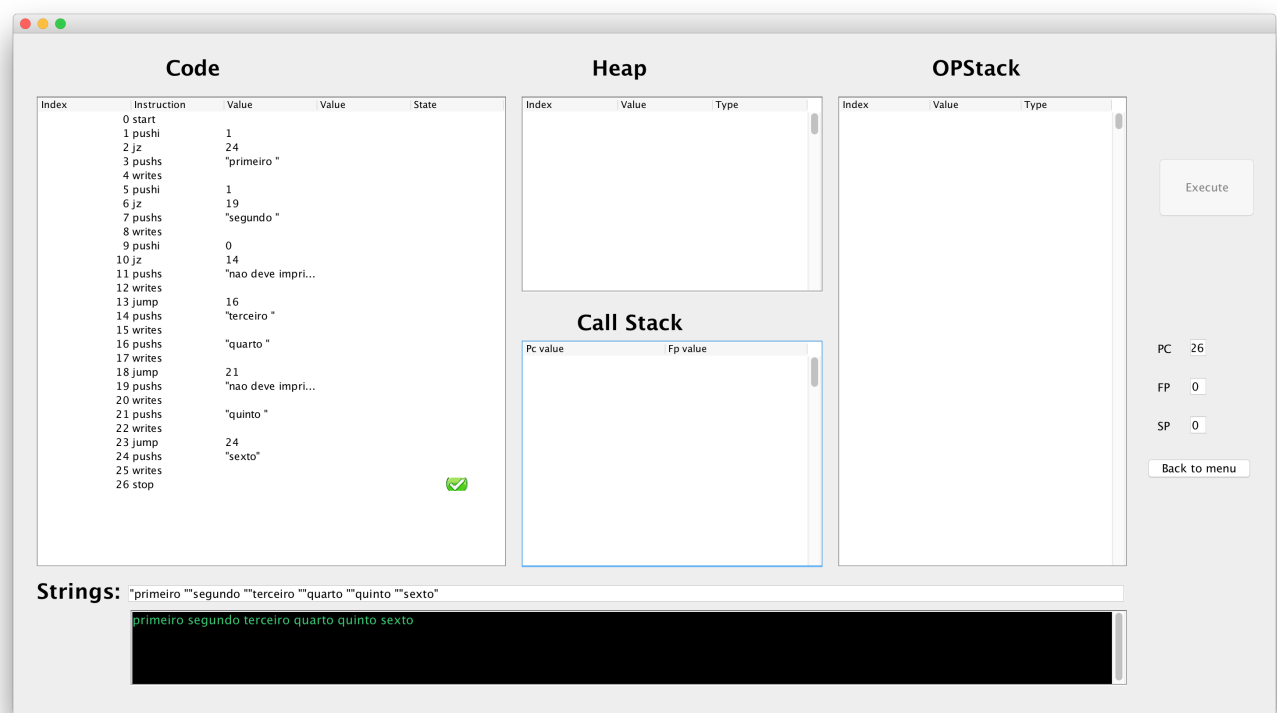 Code
Index Instruction Value Value State
0 start
1 pushi 1
2 jz 24
3 pushs "primeiro "
4 writes
5 pushi 1
6 jz 19
7 pushs "segundo "
8 writes
9 pushi 0
10 jz 14
11 pushs "nao deve impri...
12 writes
13 jump 16
14 pushs "terceiro "
15 writes
16 pushs "quarto "
17 writes
18 jump 21
19 pushs "nao deve impri...
20 writes
21 pushs "quinto "
22 writes
23 jump 24
24 pushs "sexto"
25 writes
26 stop
Heap
Index Value Type
Call Stack
Pc value Fp value
OPStack
Index Value Type
Execute
PC 26
FP 0
SP 0
Back to menu
Strings: "primeiro ""segundo ""terceiro ""quarto ""quinto ""sexto"
primeiro segundo terceiro quarto quinto sexto